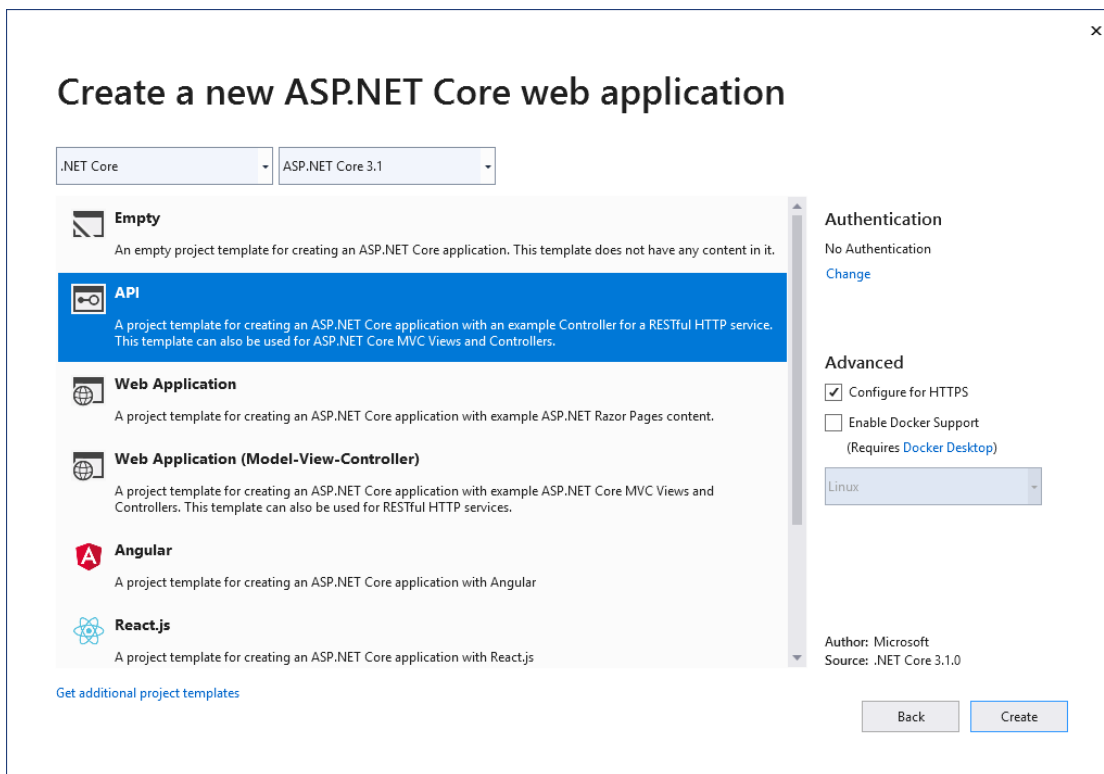 Create a new ASP.NET Core web application
.NET Core
ASP.NET Core 3.1
Empty
An empty project template for creating an ASP.NET Core application. This template does not have any content in it.
API
A project template for creating an ASP.NET Core application with an example Controller for a RESTful HTTP service.
This template can also be used for ASP.NET Core MVC Views and Controllers.
Web Application
A project template for creating an ASP.NET Core application with example ASP.NET Razor Pages content.
Web Application (Model-View-Controller)
A project template for creating an ASP.NET Core application with example ASP.NET Core MVC Views and
Controllers. This template can also be used for RESTful HTTP services.
Angular
A project template for creating an ASP.NET Core application with Angular
React.js
A project template for creating an ASP.NET Core application with React.js
Get additional project templates
Authentication
No Authentication
Change
Advanced
Configure for HTTPS
Enable Docker Support
(Requires Docker Desktop)
Linux
Author: Microsoft
Source: .NET Core 3.1.0
Back
Create